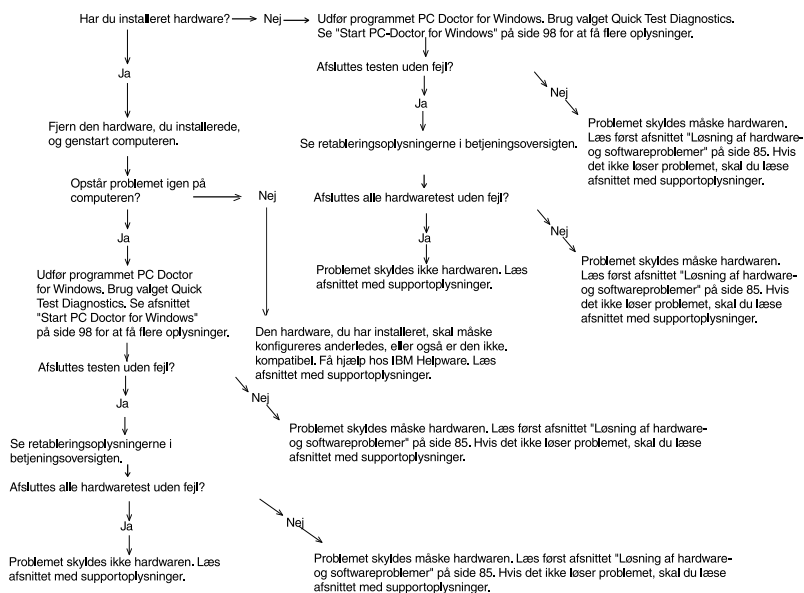 Har du installeret hardware?
Nej
Udfør programmet PC Doctor for Windows. Brug valget Quick Test Diagnostics.
Se "Start PC-Doctor for Windows" på side 98 for at få flere oplysninger.
Afsluttes testen uden fejl?
Nej
Problemet skyldes måske hardwaren.
Læs først afsnittet "Løsning af hardware-
og softwareproblemer" på side 85. Hvis
det ikke løser problemet, skal du læse
afsnittet med supportoplysninger.
Ja
Se retableringsoplysningerne i betjeningsoversigten.
Afsluttes alle hardwaretest uden fejl?
Nej
Problemet skyldes måske hardwaren.
Læs først afsnittet "Løsning af hardware-
og softwareproblemer" på side 85. Hvis
det ikke løser problemet, skal du læse
afsnittet med supportoplysninger.
Ja
Problemet skyldes ikke hardwaren. Læs
afsnittet med supportoplysninger.
Ja
Fjern den hardware, du installerede,
og genstart computeren.
Opstår problemet igen på
computeren?
Nej
Den hardware, du har installeret, skal måske
konfigureres anderledes, eller også er den ikke.
kompatibel. Få hjælp hos IBM Helpware. Læs
afsnittet med supportoplysninger.
Ja
Udfør programmet PC Doctor
for Windows. Brug valget Quick
Test Diagnostics. Se afsnittet
"Start PC Doctor for Windows"
på side 98 for at få flere oplysninger.
Afsluttes testen uden fejl?
Nej
Problemet skyldes måske hardwaren. Læs først afsnittet "Løsning af hardware-
og softwareproblemer" på side 85. Hvis det ikke løser problemet, skal du læse
afsnittet med supportoplysninger.
Ja
Se retableringsoplysningerne i
betjeningsoversigten.
Afsluttes alle hardwaretest uden fejl?
Nej
Problemet skyldes måske hardwaren. Læs først afsnittet "Løsning af hardware-
og softwareproblemer" på side 85. Hvis det ikke løser problemet, skal du læse
afsnittet med supportoplysninger.
Ja
Problemet skyldes ikke hardwaren. Læs
afsnittet med supportoplysninger.